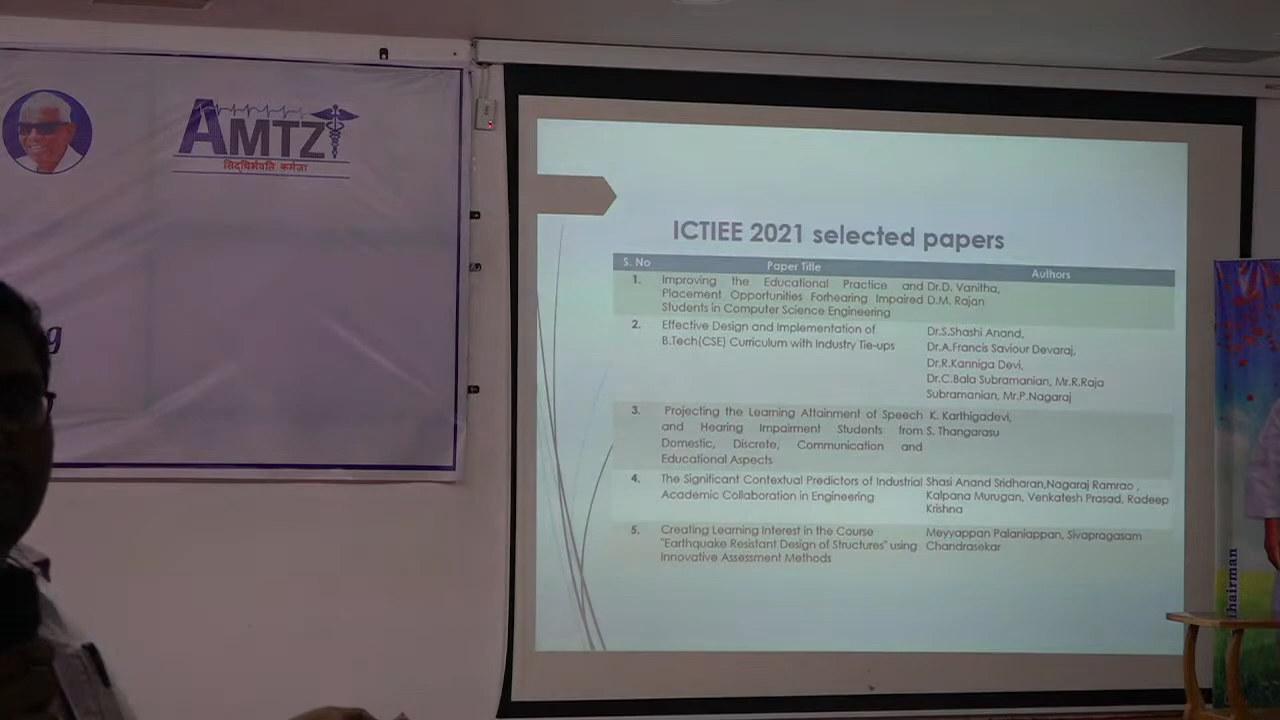 AMTZ
सिद्धिर्भवति कर्मजा
g
ICTIEE 2021 selected papers
S. No Paper Title Authors
1. Improving the Educational Practice and Dr.D. Vanitha,
Placement Opportunities Forhearing Impaired D.M. Rajan
Students in Computer Science Engineering
2. Effective Design and Implementation of Dr.S.Shashi Anand,
B.Tech(CSE) Curriculum with Industry Tie-ups Dr.A.Francis Saviour Devaraj,
Dr.R.Kanniga Devi,
Dr.C.Bala Subramanian, Mr.R.Raja
Subramanian, Mr.P.Nagaraj
3. Projecting the Learning Attainment of Speech K. Karthigadevi,
and Hearing Impairment Students from S. Thangarasu
Domestic, Discrete, Communication and
Educational Aspects
4. The Significant Contextual Predictors of Industrial Shasi Anand Sridharan,Nagaraj Ramrao ,
Academic Collaboration in Engineering Kalpana Murugan, Venkatesh Prasad, Radeep
Krishna
5. Creating Learning Interest in the Course Meyyappan Palaniappan, Sivapragasam
"Earthquake Resistant Design of Structures" using Chandrasekar
Innovative Assessment Methods
hairman